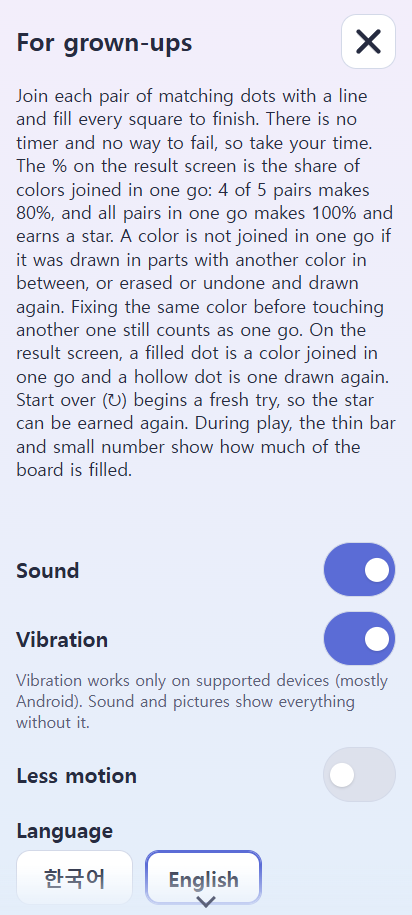 For grown-ups
Join each pair of matching dots with a line
and fill every square to finish. There is no
timer and no way to fail, so take your time.
The % on the result screen is the share of
colors joined in one go: 4 of 5 pairs makes
80%, and all pairs in one go makes 100% and
earns a star. A color is not joined in one go if
it was drawn in parts with another color in
between, or erased or undone and drawn
again. Fixing the same color before touching
another one still counts as one go. On the
result screen, a filled dot is a color joined in
one go and a hollow dot is one drawn again.
Start over (↻) begins a fresh try, so the star
can be earned again. During play, the thin bar
and small number show how much of the
board is filled.
Sound
Vibration
Vibration works only on supported devices (mostly
Android). Sound and pictures show everything
without it.
Less motion
Language
한국어 English